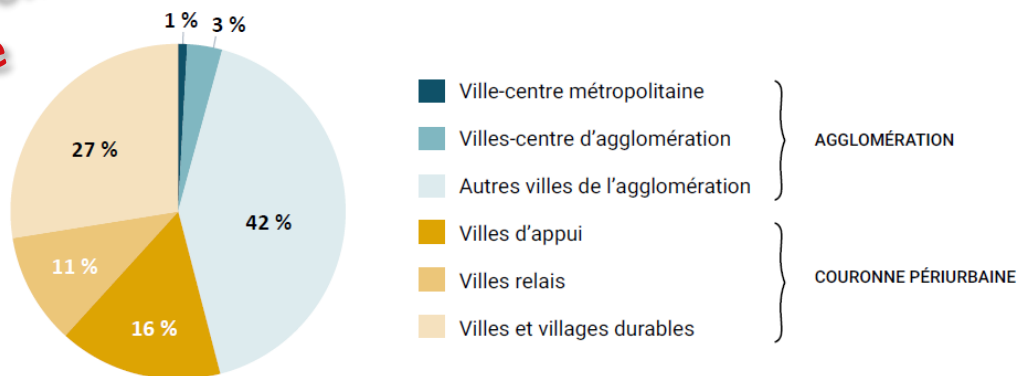 1 %
3 %
27 %
42 %
11 %
16 %
Ville-centre métropolitaine
Villes-centre d'agglomération
Autres villes de l'agglomération
AGGLOMÉRATION
Villes d'appui
Villes relais
Villes et villages durables
COURONNE PÉRIURBAINE